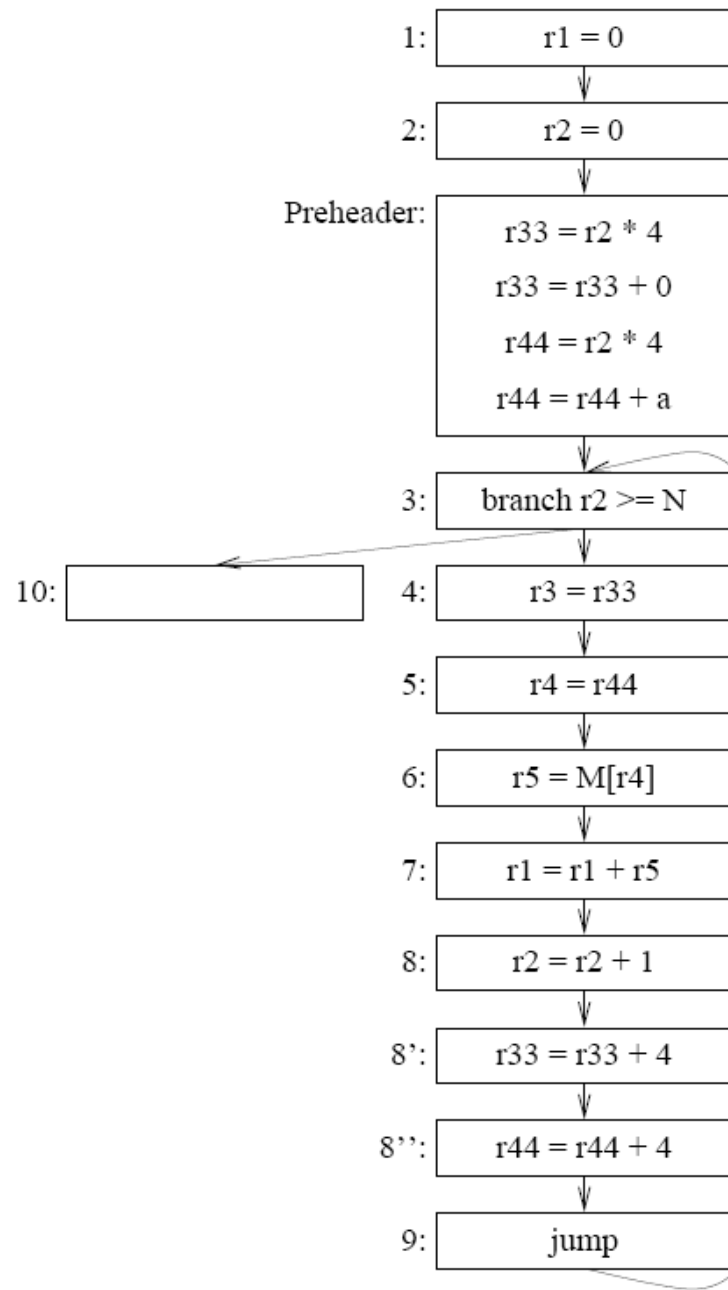 1: r1 = 0
2: r2 = 0
Preheader:
r33 = r2 * 4
r33 = r33 + 0
r44 = r2 * 4
r44 = r44 + a
3: branch r2 >= N
10:
4: r3 = r33
5: r4 = r44
6: r5 = M[r4]
7: r1 = r1 + r5
8: r2 = r2 + 1
8’: r33 = r33 + 4
8’’: r44 = r44 + 4
9: jump